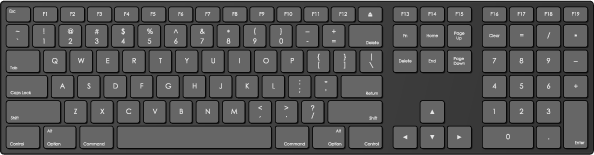 Esc F1 F2 F3 F4 F5 F6 F7 F8 F9 F10 F11 F12 ▲ F13 F14 F15 F16 F17 F18 F19
~ ! @ # $ % ^ & * ( ) _ + Fn Home Page Up Clear = / *
` 1 2 3 4 5 6 7 8 9 0 - = Delete
Tab Q W E R T Y U I O P { [ } ] | \ Delete End Page Down 7 8 9 –
Caps Lock A S D F G H J K L : ; " ' Return 4 5 6 +
Shift Z X C V B N M < , > . ? / Shift ▲ 1 2 3 Enter
Control Alt Option Command Command Alt Option Control ◄ ▼ ► 0 .